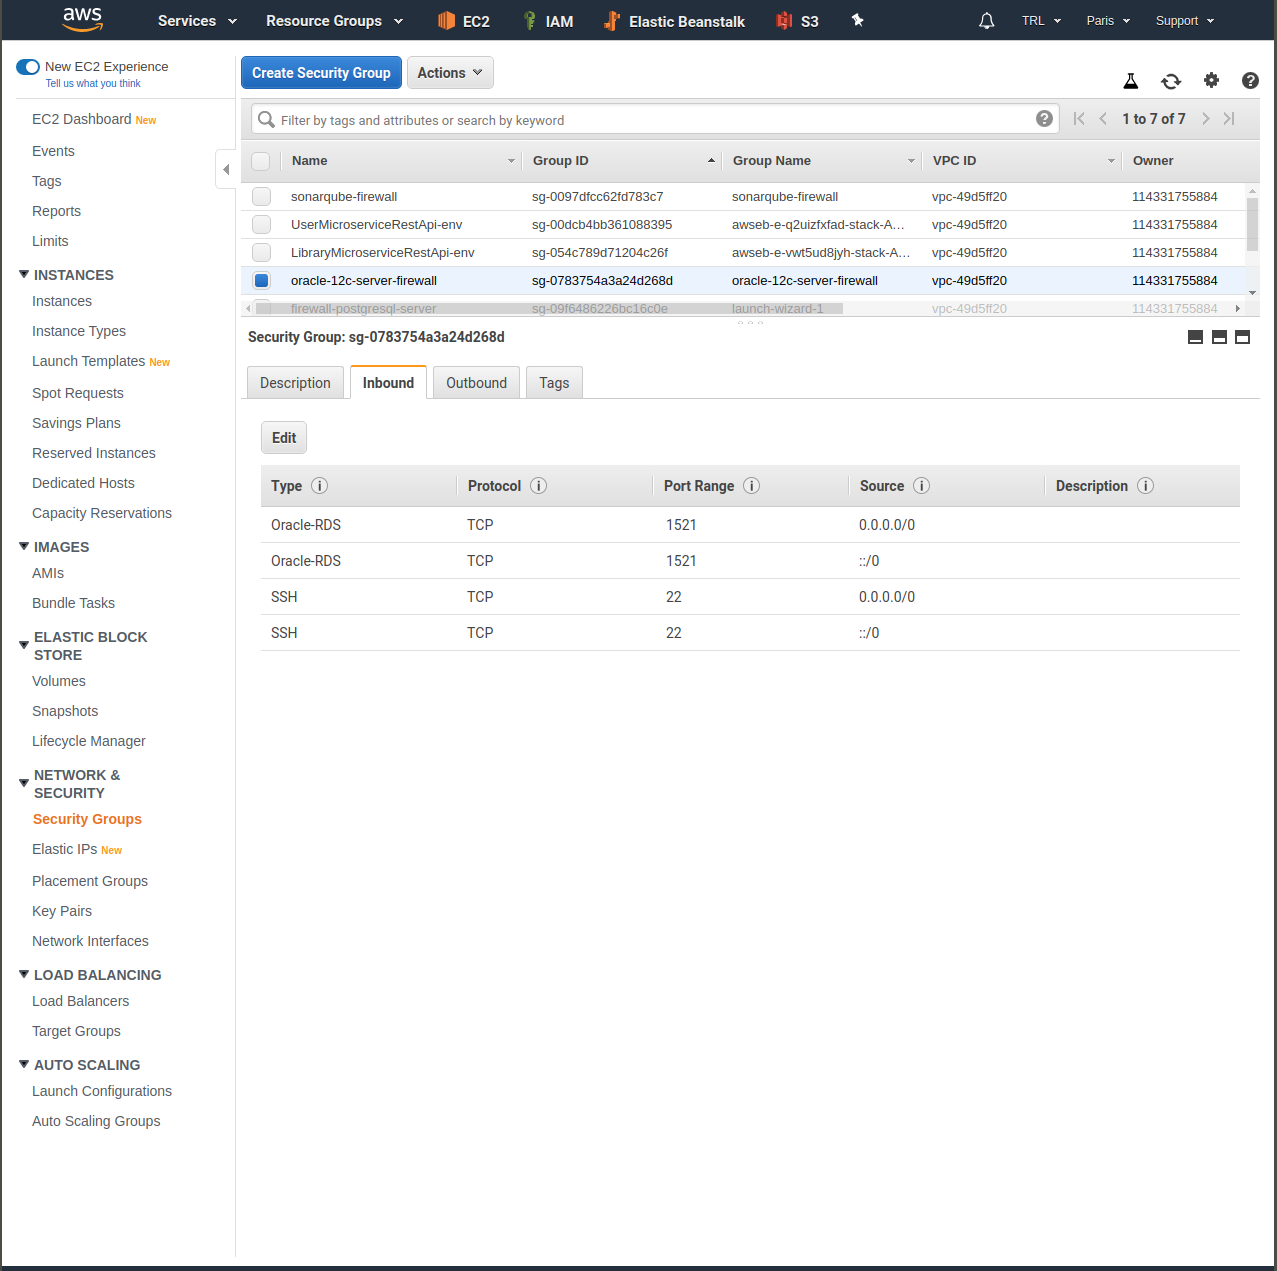 aws Services Resource Groups EC2 IAM Elastic Beanstalk S3 TRL Paris Support
New EC2 Experience
Tell us what you think
EC2 Dashboard New
Events
Tags
Reports
Limits
INSTANCES
Instances
Instance Types
Launch Templates New
Spot Requests
Savings Plans
Reserved Instances
Dedicated Hosts
Capacity Reservations
IMAGES
AMIs
Bundle Tasks
ELASTIC BLOCK
STORE
Volumes
Snapshots
Lifecycle Manager
NETWORK &
SECURITY
Security Groups
Elastic IPs New
Placement Groups
Key Pairs
Network Interfaces
LOAD BALANCING
Load Balancers
Target Groups
AUTO SCALING
Launch Configurations
Auto Scaling Groups
Create Security Group Actions
Filter by tags and attributes or search by keyword 1 to 7 of 7
Name Group ID Group Name VPC ID Owner
sonarqube-firewall sg-0097dfcc62fd783c7 sonarqube-firewall vpc-49d5ff20 114331755884
UserMicroserviceRestApi-env sg-00dcb4bb361088395 awseb-e-q2uizfxfad-stack-A... vpc-49d5ff20 114331755884
LibraryMicroserviceRestApi-env sg-054c789d71204c26f awseb-e-vwt5ud8jyh-stack-A... vpc-49d5ff20 114331755884
oracle-12c-server-firewall sg-0783754a3a24d268d oracle-12c-server-firewall vpc-49d5ff20 114331755884
firewall-postgresql-server sg-09f6486226bc16c0e launch-wizard-1 vpc-49d5ff20 114331755884
Security Group: sg-0783754a3a24d268d
Description Inbound Outbound Tags
Edit
Type Protocol Port Range Source Description
Oracle-RDS TCP 1521 0.0.0.0/0
Oracle-RDS TCP 1521 ::/0
SSH TCP 22 0.0.0.0/0
SSH TCP 22 ::/0